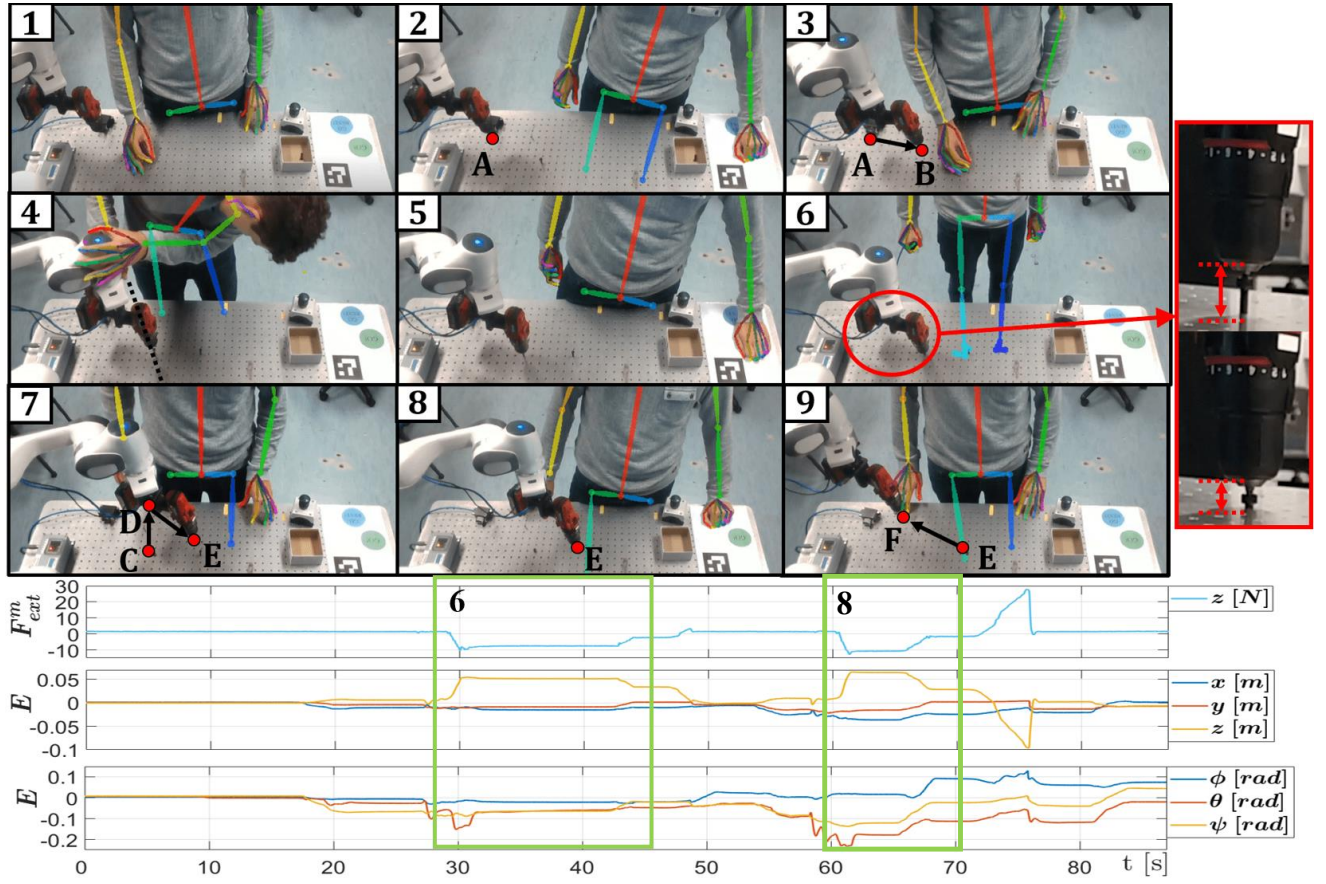 1
2
3
A
A
B
4
5
6
7
8
9
D
C
E
E
F
E
F^m_ext
30
20
10
0
-10
6
8
z [N]
E
0.05
0
-0.05
-0.1
x [m]
y [m]
z [m]
E
0.1
0
-0.1
-0.2
ϕ [rad]
θ [rad]
ψ [rad]
0
10
20
30
40
50
60
70
80
t [s]